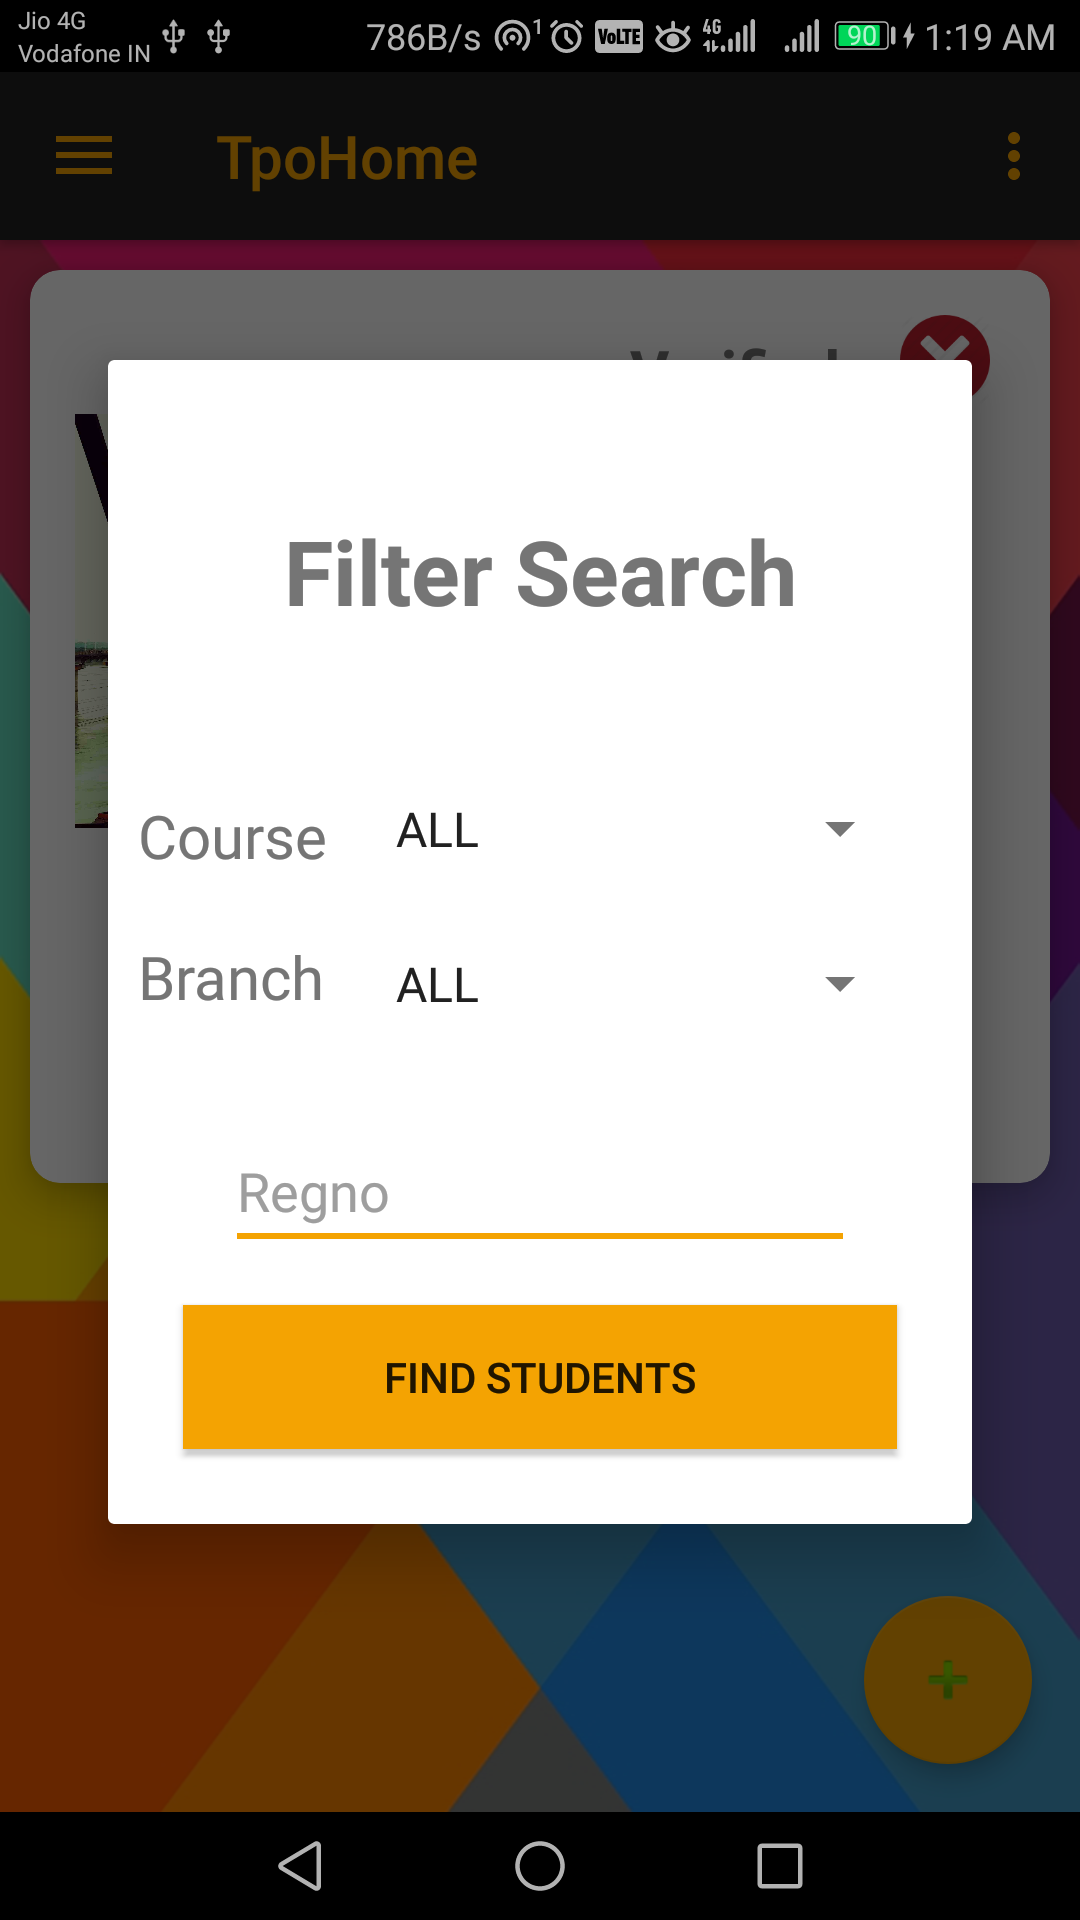 Jio 4G
Vodafone IN
786B/s 1 VoLTE 4G 90 1:19 AM
TpoHome
Filter Search
Course ALL
Branch ALL
Regno
FIND STUDENTS